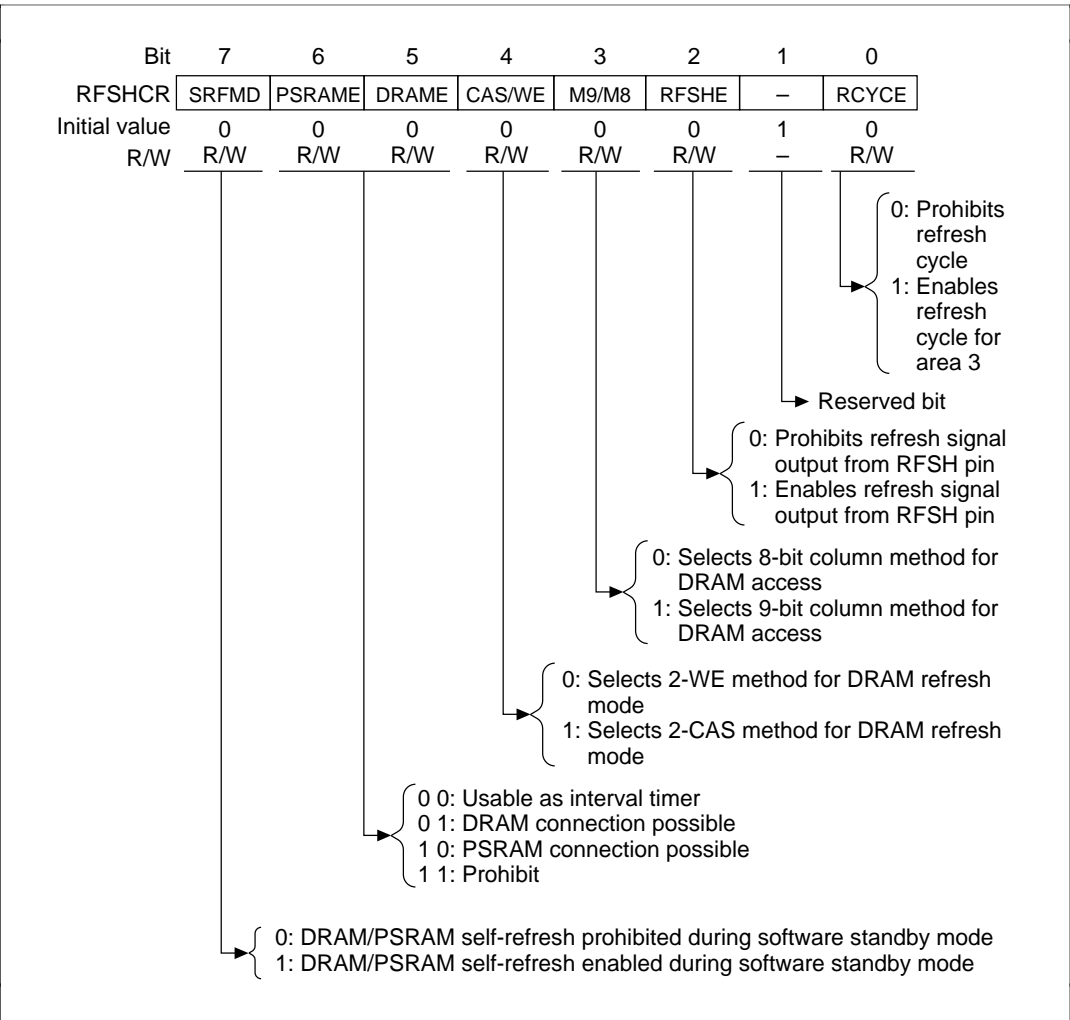 Bit 7 6 5 4 3 2 1 0
RFSHCR SRFMD PSRAME DRAME CAS/WE M9/M8 RFSHE – RCYCE
Initial value 0 0 0 0 0 0 1 0
R/W R/W R/W R/W R/W R/W R/W – R/W
0: Prohibits
refresh
cycle
1: Enables
refresh
cycle for
area 3
Reserved bit
0: Prohibits refresh signal
output from RFSH pin
1: Enables refresh signal
output from RFSH pin
0: Selects 8-bit column method for
DRAM access
1: Selects 9-bit column method for
DRAM access
0: Selects 2-WE method for DRAM refresh
mode
1: Selects 2-CAS method for DRAM refresh
mode
0 0: Usable as interval timer
0 1: DRAM connection possible
1 0: PSRAM connection possible
1 1: Prohibit
0: DRAM/PSRAM self-refresh prohibited during software standby mode
1: DRAM/PSRAM self-refresh enabled during software standby mode